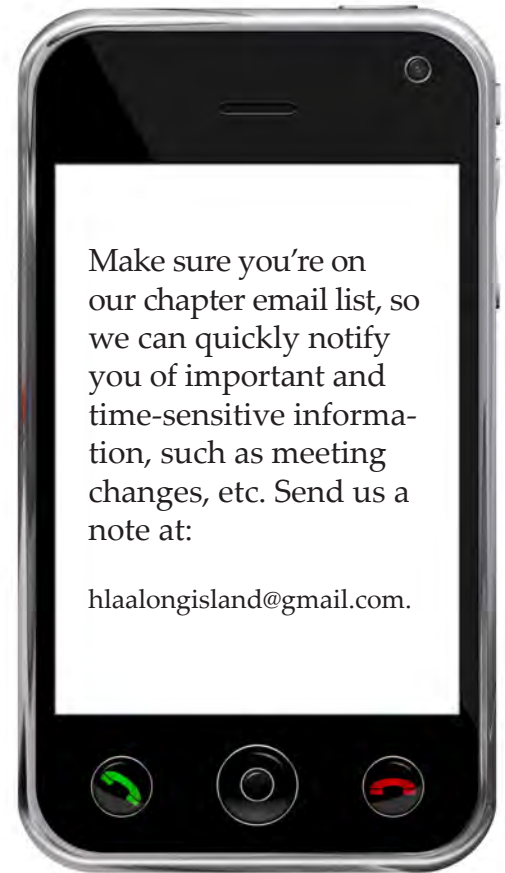 Make sure you’re on
our chapter email list, so
we can quickly notify
you of important and
time-sensitive informa-
tion, such as meeting
changes, etc. Send us a
note at:
hlaalongisland@gmail.com.